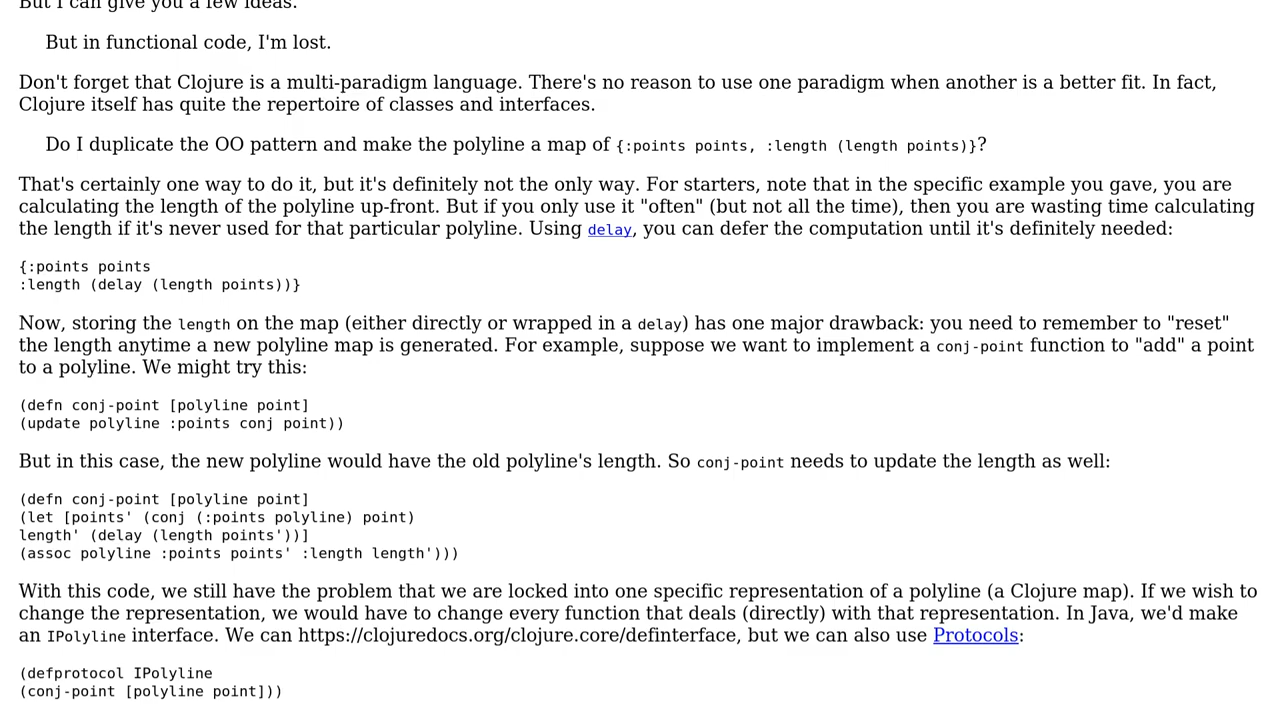 But I can give you a few ideas.
But in functional code, I'm lost.
Don't forget that Clojure is a multi-paradigm language. There's no reason to use one paradigm when another is a better fit. In fact,
Clojure itself has quite the repertoire of classes and interfaces.
Do I duplicate the OO pattern and make the polyline a map of {:points points, :length (length points)}?
That's certainly one way to do it, but it's definitely not the only way. For starters, note that in the specific example you gave, you are
calculating the length of the polyline up-front. But if you only use it "often" (but not all the time), then you are wasting time calculating
the length if it's never used for that particular polyline. Using delay, you can defer the computation until it's definitely needed:
{:points points
:length (delay (length points))}
Now, storing the length on the map (either directly or wrapped in a delay) has one major drawback: you need to remember to "reset"
the length anytime a new polyline map is generated. For example, suppose we want to implement a conj-point function to "add" a point
to a polyline. We might try this:
(defn conj-point [polyline point]
(update polyline :points conj point))
But in this case, the new polyline would have the old polyline's length. So conj-point needs to update the length as well:
(defn conj-point [polyline point]
(let [points' (conj (:points polyline) point)
length' (delay (length points'))]
(assoc polyline :points points' :length length')))
With this code, we still have the problem that we are locked into one specific representation of a polyline (a Clojure map). If we wish to
change the representation, we would have to change every function that deals (directly) with that representation. In Java, we'd make
an IPolyline interface. We can https://clojuredocs.org/clojure.core/definterface, but we can also use Protocols:
(defprotocol IPolyline
(conj-point [polyline point]))